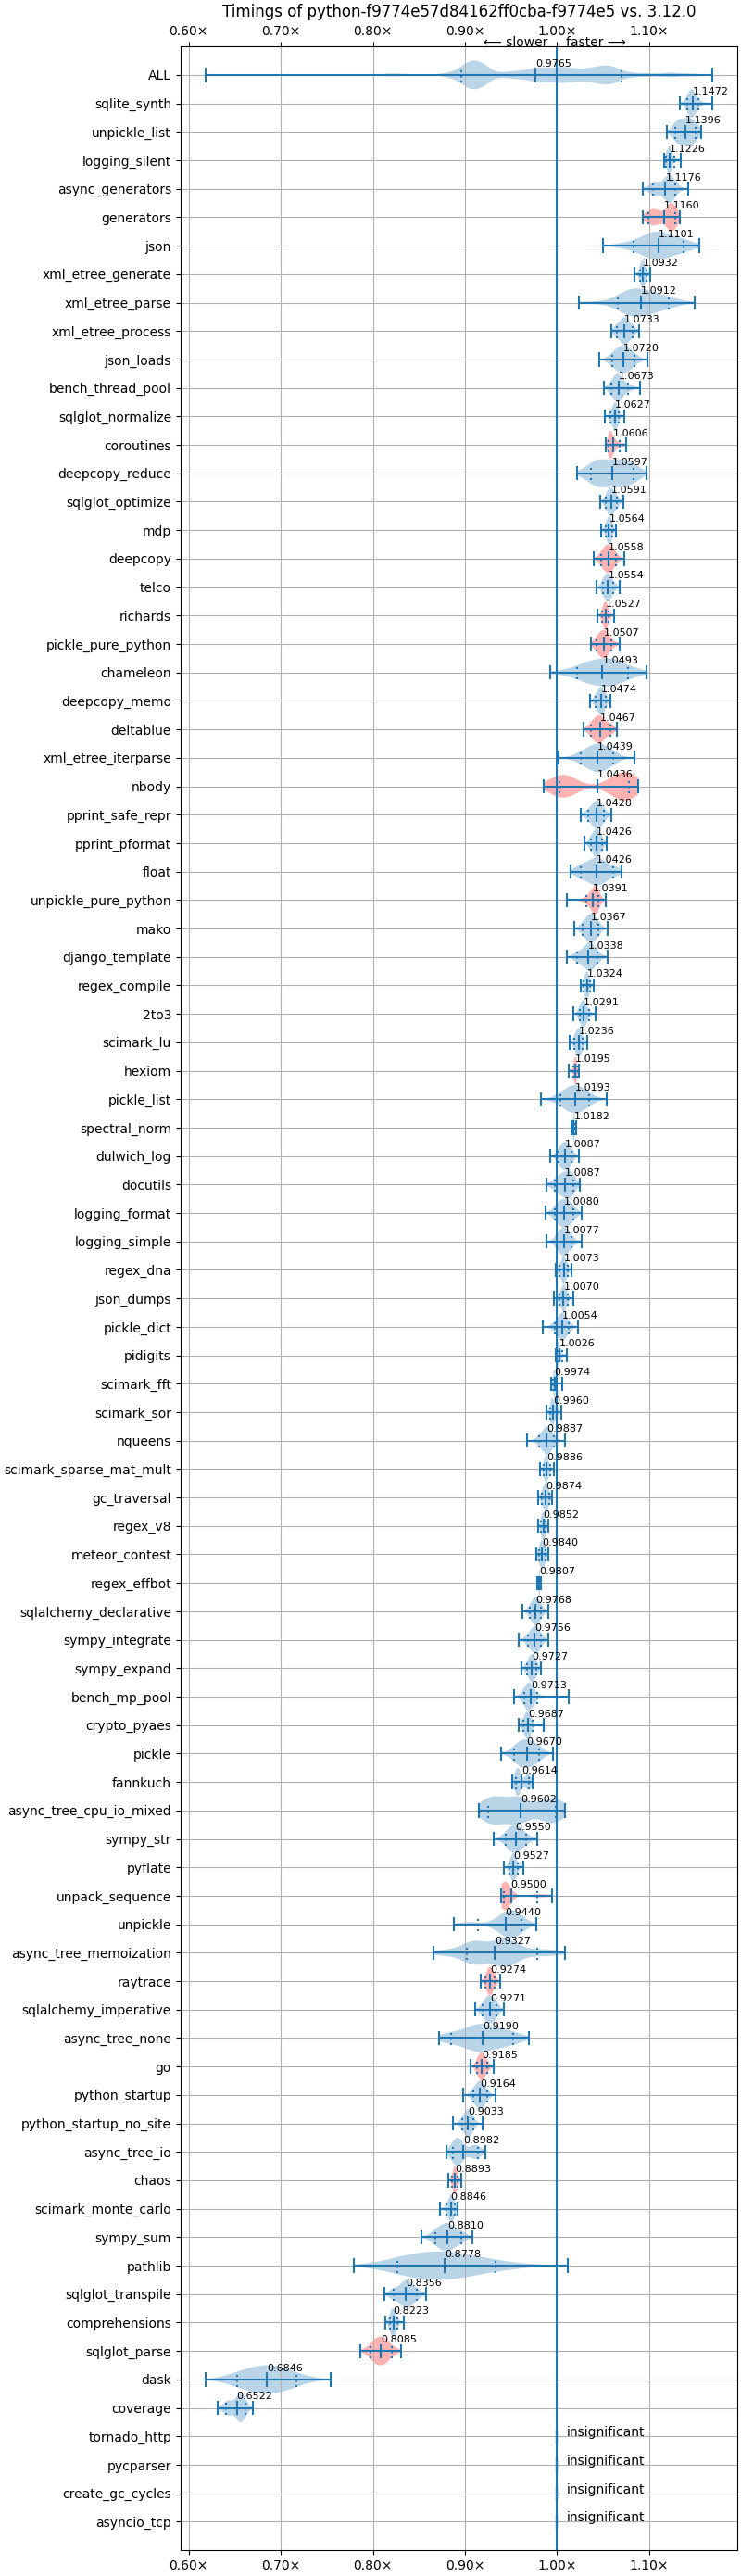 Timings of python-f9774e57d84162ff0cba-f9774e5 vs. 3.12.0
0.60× 0.70× 0.80× 0.90× 1.00× 1.10×
⟵ slower faster ⟶
ALL 0.9765
sqlite_synth 1.1472
unpickle_list 1.1396
logging_silent 1.1226
async_generators 1.1176
generators 1.1160
json 1.1101
xml_etree_generate 1.0932
xml_etree_parse 1.0912
xml_etree_process 1.0733
json_loads 1.0720
bench_thread_pool 1.0673
sqlglot_normalize 1.0627
coroutines 1.0606
deepcopy_reduce 1.0597
sqlglot_optimize 1.0591
mdp 1.0564
deepcopy 1.0558
telco 1.0554
richards 1.0527
pickle_pure_python 1.0507
chameleon 1.0493
deepcopy_memo 1.0474
deltablue 1.0467
xml_etree_iterparse 1.0439
nbody 1.0436
pprint_safe_repr 1.0428
pprint_pformat 1.0426
float 1.0426
unpickle_pure_python 1.0391
mako 1.0367
django_template 1.0338
regex_compile 1.0324
2to3 1.0291
scimark_lu 1.0236
hexiom 1.0195
pickle_list 1.0193
spectral_norm 1.0182
dulwich_log 1.0087
docutils 1.0087
logging_format 1.0080
logging_simple 1.0077
regex_dna 1.0073
json_dumps 1.0070
pickle_dict 1.0054
pidigits 1.0026
scimark_fft 0.9974
scimark_sor 0.9960
nqueens 0.9887
scimark_sparse_mat_mult 0.9886
gc_traversal 0.9874
regex_v8 0.9852
meteor_contest 0.9840
regex_effbot 0.9807
sqlalchemy_declarative 0.9768
sympy_integrate 0.9756
sympy_expand 0.9727
bench_mp_pool 0.9713
crypto_pyaes 0.9687
pickle 0.9670
fannkuch 0.9614
async_tree_cpu_io_mixed 0.9602
sympy_str 0.9550
pyflate 0.9527
unpack_sequence 0.9500
unpickle 0.9440
async_tree_memoization 0.9327
raytrace 0.9274
sqlalchemy_imperative 0.9271
async_tree_none 0.9190
go 0.9185
python_startup 0.9164
python_startup_no_site 0.9033
async_tree_io 0.8982
chaos 0.8893
scimark_monte_carlo 0.8846
sympy_sum 0.8810
pathlib 0.8778
sqlglot_transpile 0.8356
comprehensions 0.8223
sqlglot_parse 0.8085
dask 0.6846
coverage 0.6522
tornado_http insignificant
pycparser insignificant
create_gc_cycles insignificant
asyncio_tcp insignificant
0.60× 0.70× 0.80× 0.90× 1.00× 1.10×